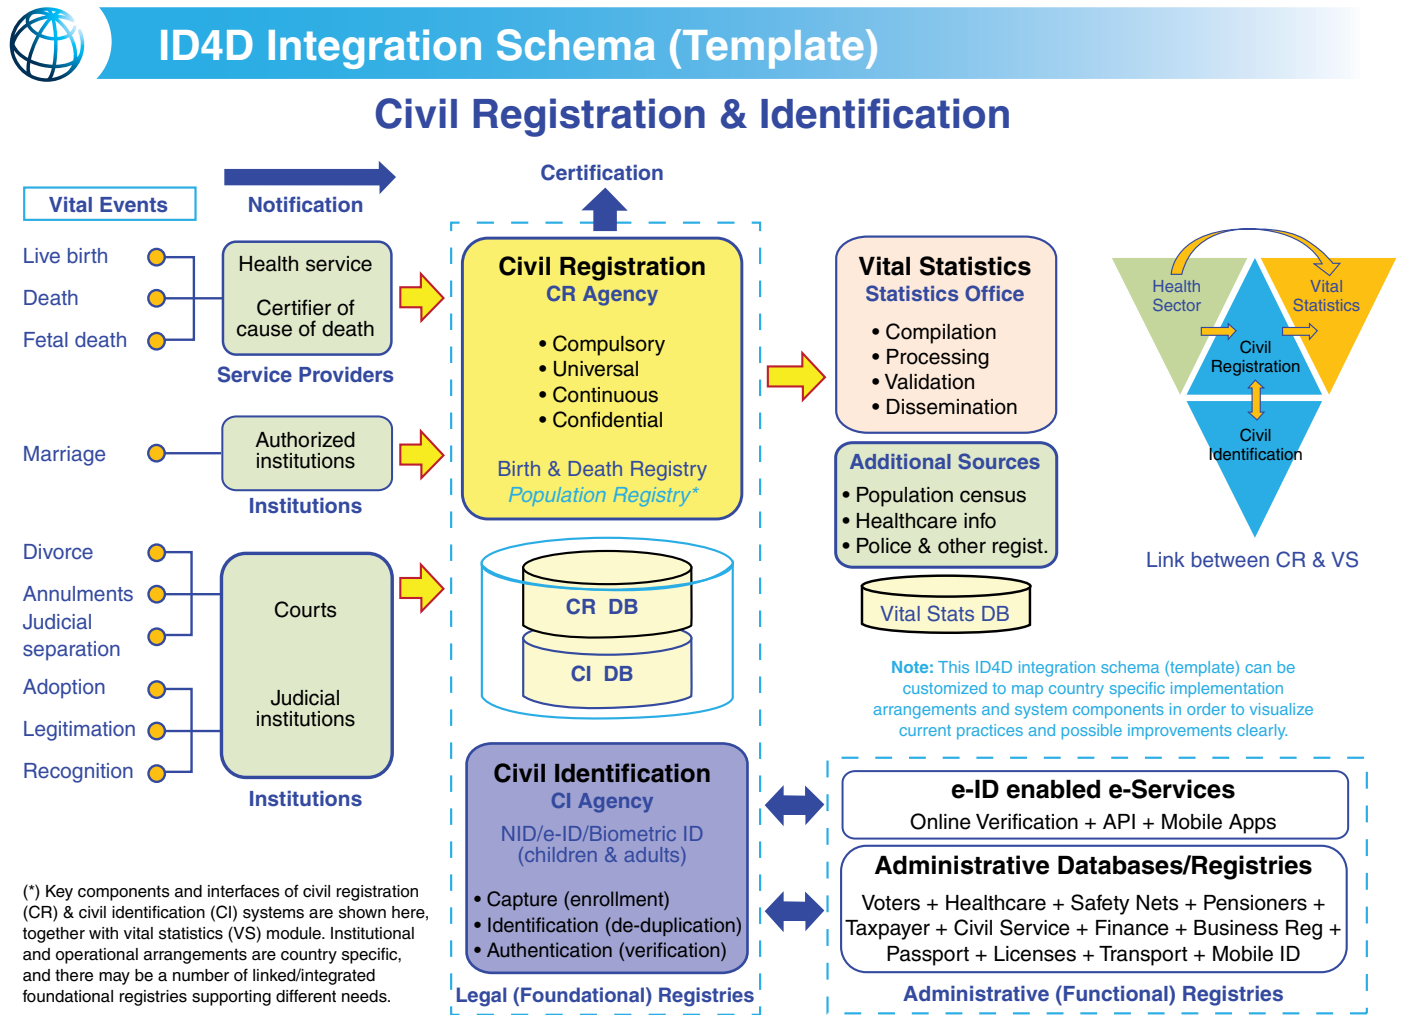 ID4D Integration Schema (Template)
Civil Registration & Identification
Vital Events
Notification
Certification
Live birth
Death
Fetal death
Health service
Certifier of
cause of death
Service Providers
Marriage
Authorized
institutions
Institutions
Divorce
Annulments
Judicial
separation
Adoption
Legitimation
Recognition
Courts
Judicial
institutions
Institutions
(*) Key components and interfaces of civil registration
(CR) & civil identification (CI) systems are shown here,
together with vital statistics (VS) module. Institutional
and operational arrangements are country specific,
and there may be a number of linked/integrated
foundational registries supporting different needs.
Civil Registration
CR Agency
• Compulsory
• Universal
• Continuous
• Confidential
Birth & Death Registry
Population Registry*
CR DB
CI DB
Civil Identification
CI Agency
NID/e-ID/Biometric ID
(children & adults)
• Capture (enrollment)
• Identification (de-duplication)
• Authentication (verification)
Legal (Foundational) Registries
Vital Statistics
Statistics Office
• Compilation
• Processing
• Validation
• Dissemination
Additional Sources
• Population census
• Healthcare info
• Police & other regist.
Vital Stats DB
Health
Sector
Vital
Statistics
Civil
Registration
Civil
Identification
Link between CR & VS
Note: This ID4D integration schema (template) can be
customized to map country specific implementation
arrangements and system components in order to visualize
current practices and possible improvements clearly.
e-ID enabled e-Services
Online Verification + API + Mobile Apps
Administrative Databases/Registries
Voters + Healthcare + Safety Nets + Pensioners +
Taxpayer + Civil Service + Finance + Business Reg +
Passport + Licenses + Transport + Mobile ID
Administrative (Functional) Registries